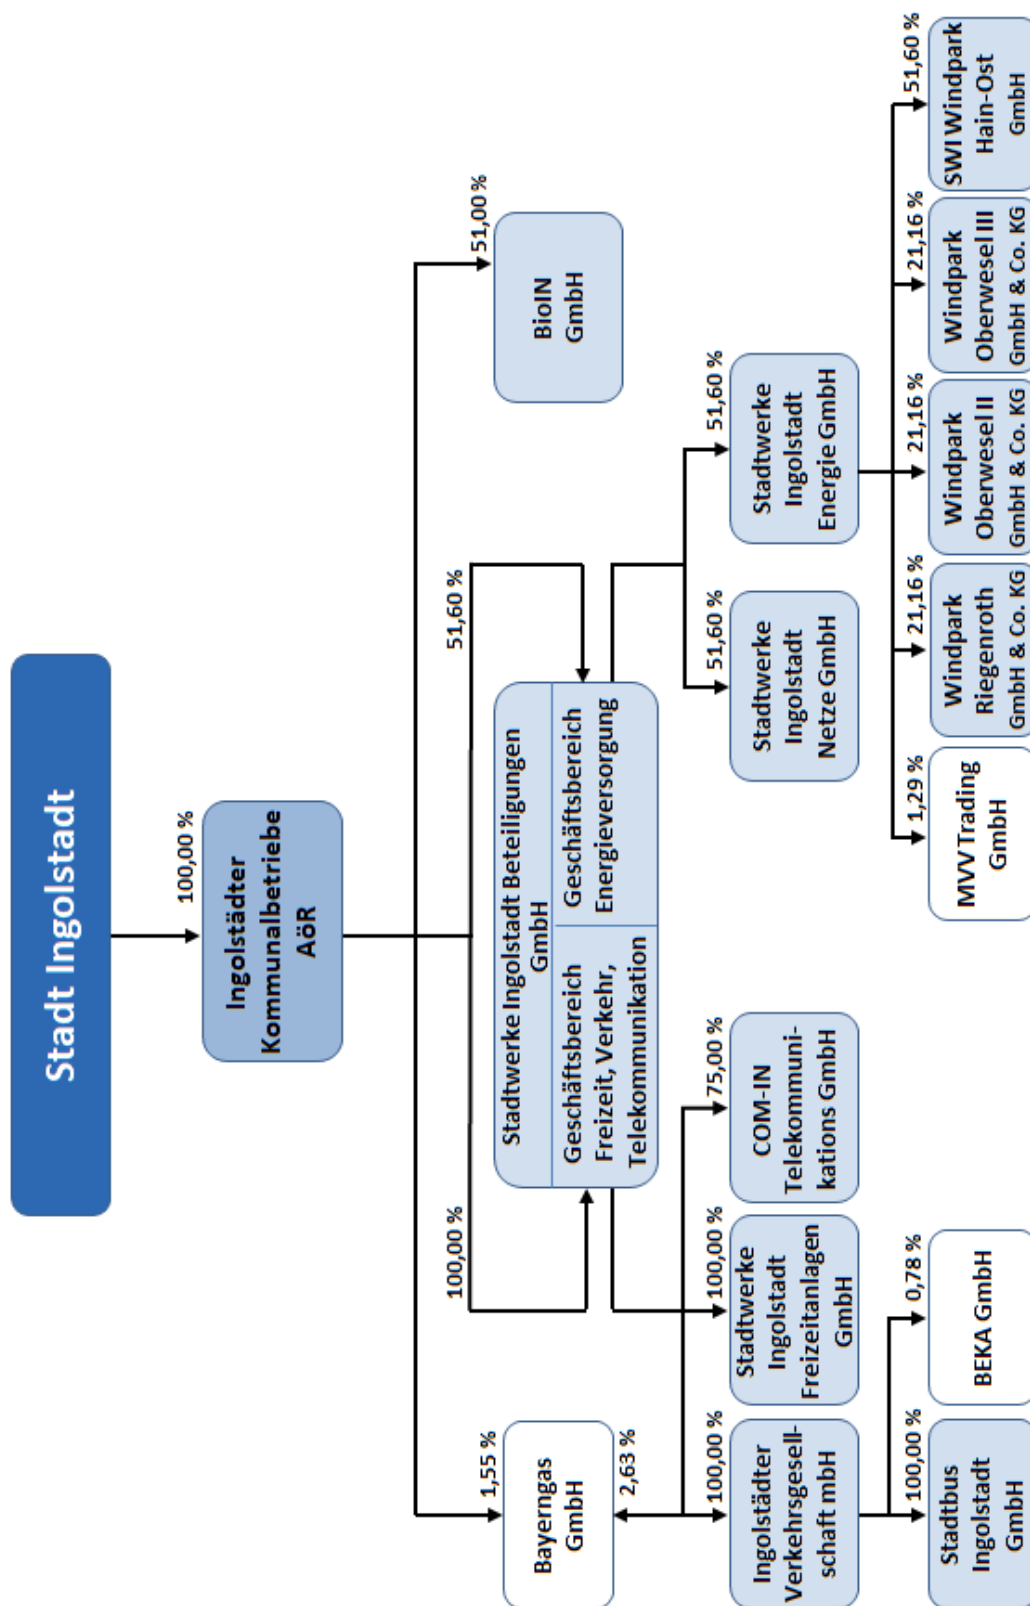 Stadt Ingolstadt
100,00 %
Ingolstädter
Kommunalbetriebe
AöR
1,55 %
100,00 %
51,60 %
51,00 %
Bayerngas
GmbH
2,63 %
Stadtwerke Ingolstadt Beteiligungen
GmbH
Geschäftsbereich
Freizeit, Verkehr,
Telekommunikation
Geschäftsbereich
Energieversorgung
BioIN
GmbH
100,00 %
100,00 %
75,00 %
51,60 %
51,60 %
Ingolstädter
Verkehrsgesell-
schaft mbH
Stadtwerke
Ingolstadt
Freizeitanlagen
GmbH
COM-IN
Telekommuni-
kations GmbH
Stadtwerke
Ingolstadt
Netze GmbH
Stadtwerke
Ingolstadt
Energie GmbH
100,00 %
0,78 %
1,29 %
21,16 %
21,16 %
21,16 %
51,60 %
Stadtbus
Ingolstadt
GmbH
BEKA GmbH
MVV Trading
GmbH
Windpark
Riegenroth
GmbH & Co. KG
Windpark
Oberwesel II
GmbH & Co. KG
Windpark
Oberwesel III
GmbH & Co. KG
SWI Windpark
Hain-Ost
GmbH